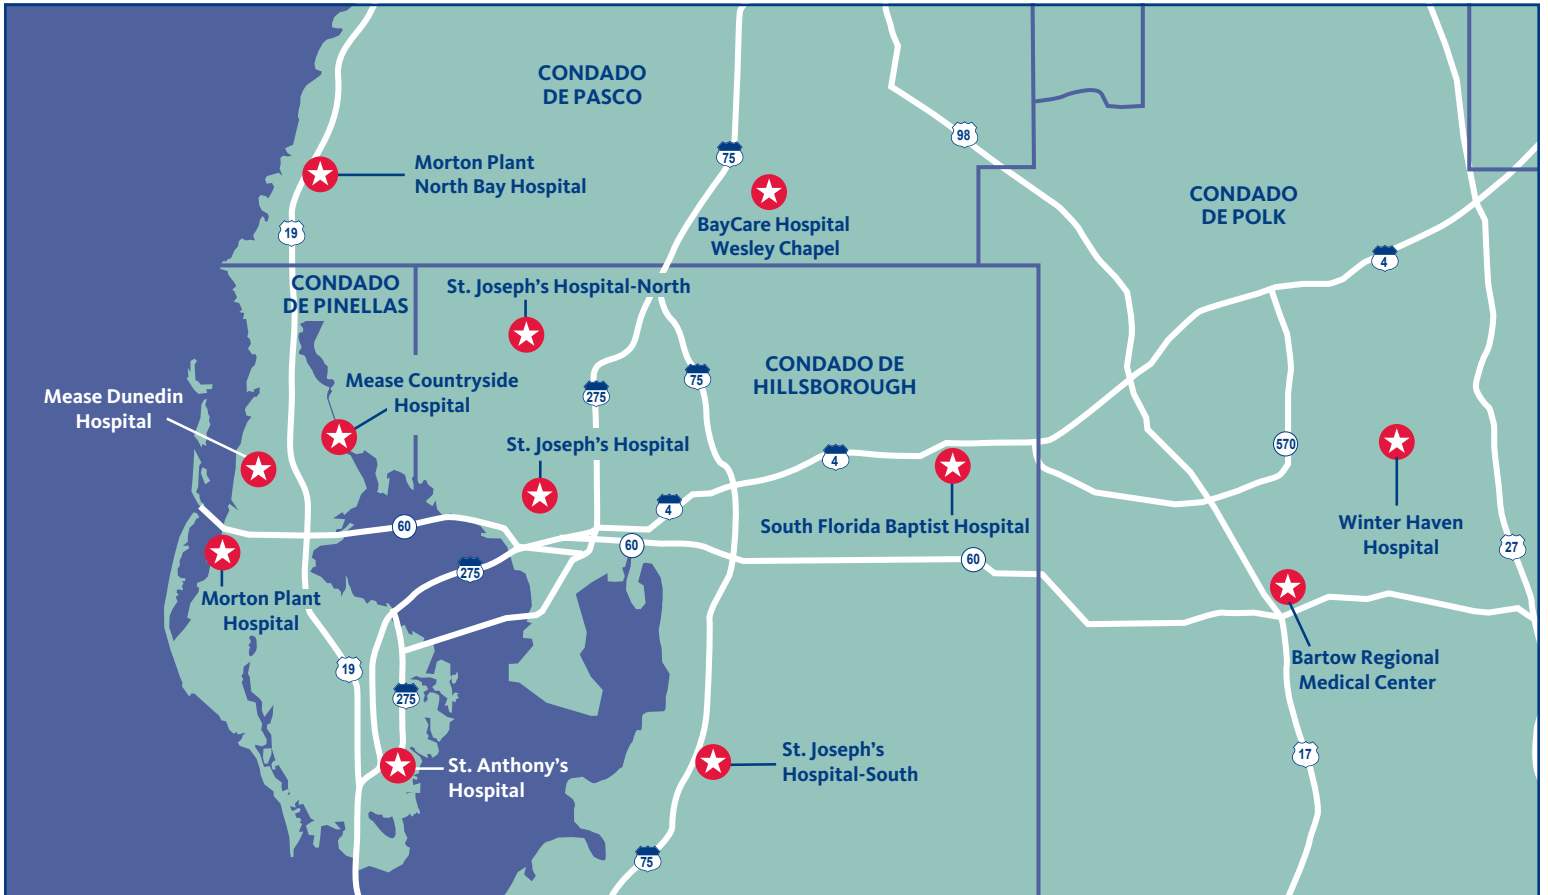 CONDADO
DE PASCO
98
75
Morton Plant
North Bay Hospital
CONDADO
DE POLK
19
BayCare Hospital
Wesley Chapel
4
CONDADO
DE PINELLAS
St. Joseph's Hospital-North
Mease Countryside
Hospital
275
75
CONDADO DE
HILLSBOROUGH
Mease Dunedin
Hospital
St. Joseph's Hospital
4
570
4
60
60
South Florida Baptist Hospital
60
Winter Haven
Hospital
27
275
Morton Plant
Hospital
19
275
Bartow Regional
Medical Center
St. Anthony's
Hospital
St. Joseph's
Hospital-South
17
75